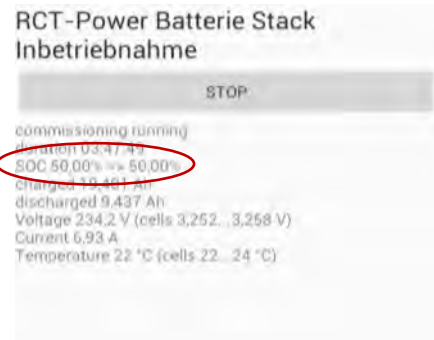 RCT-Power Batterie Stack
Inbetriebnahme
STOP
commissioning running
duration 03:47:49
SOC 50,00% => 50,00%
charged 19,401 Ah
discharged 9,437 Ah
Voltage 234,2 V (cells 3,252...3,258 V)
Current 6,93 A
Temperature 22 °C (cells 22...24 °C)